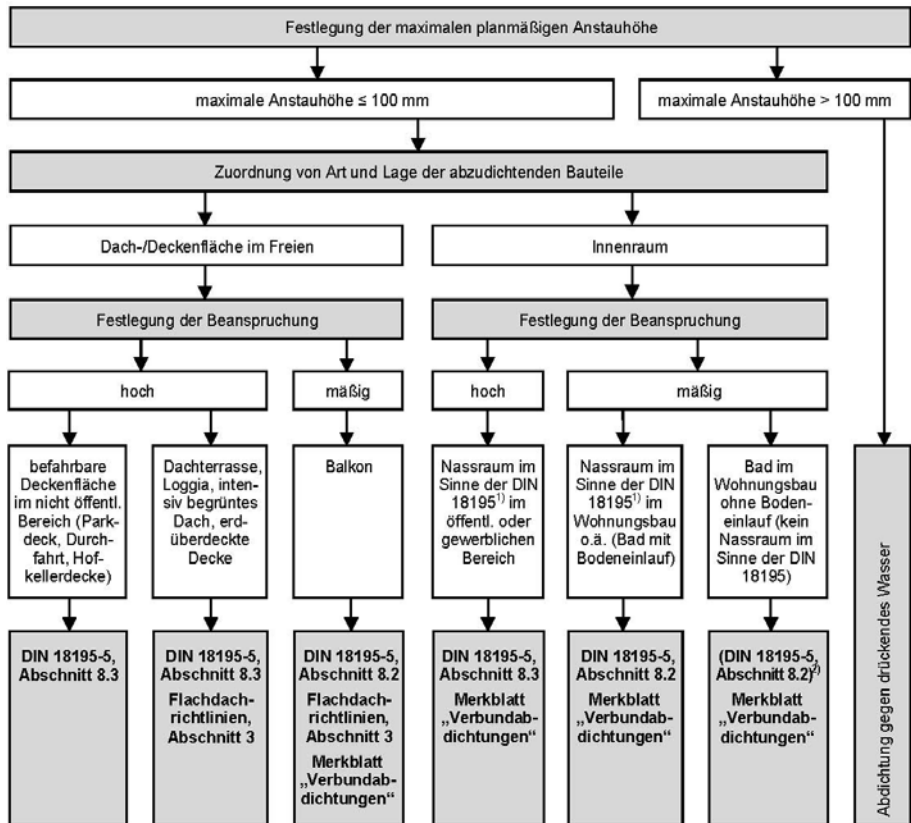 Festlegung der maximalen planmäßigen Anstauhöhe
maximale Anstauhöhe ≤ 100 mm
maximale Anstauhöhe > 100 mm
Zuordnung von Art und Lage der abzudichtenden Bauteile
Dach-/Deckenfläche im Freien
Innenraum
Festlegung der Beanspruchung
Festlegung der Beanspruchung
hoch
mäßig
hoch
mäßig
befahrbare
Deckenfläche
im nicht öffentl.
Bereich (Park-
deck, Durch-
fahrt, Hof-
kellerdecke)
Dachterrasse,
Loggia, inten-
siv begrüntes
Dach, erd-
überdeckte
Decke
Balkon
Nassraum im
Sinne der DIN
18195¹⁾ im
öffentl. oder
gewerblichen
Bereich
Nassraum im
Sinne der DIN
18195¹⁾ im
Wohnungsbau
o.ä. (Bad mit
Bodeneinlauf)
Bad im
Wohnungsbau
ohne Boden-
einlauf (kein
Nassraum im
Sinne der DIN
18195)
DIN 18195-5,
Abschnitt 8.3
DIN 18195-5,
Abschnitt 8.3
Flachdach-
richtlinien,
Abschnitt 3
DIN 18195-5,
Abschnitt 8.2
Flachdach-
richtlinien,
Abschnitt 3
Merkblatt
„Verbundab-
dichtungen“
DIN 18195-5,
Abschnitt 8.3
Merkblatt
„Verbundab-
dichtungen“
DIN 18195-5,
Abschnitt 8.2
Merkblatt
„Verbundab-
dichtungen“
(DIN 18195-5,
Abschnitt 8.2)²⁾
Merkblatt
„Verbundab-
dichtungen“
Abdichtung gegen drückendes Wasser